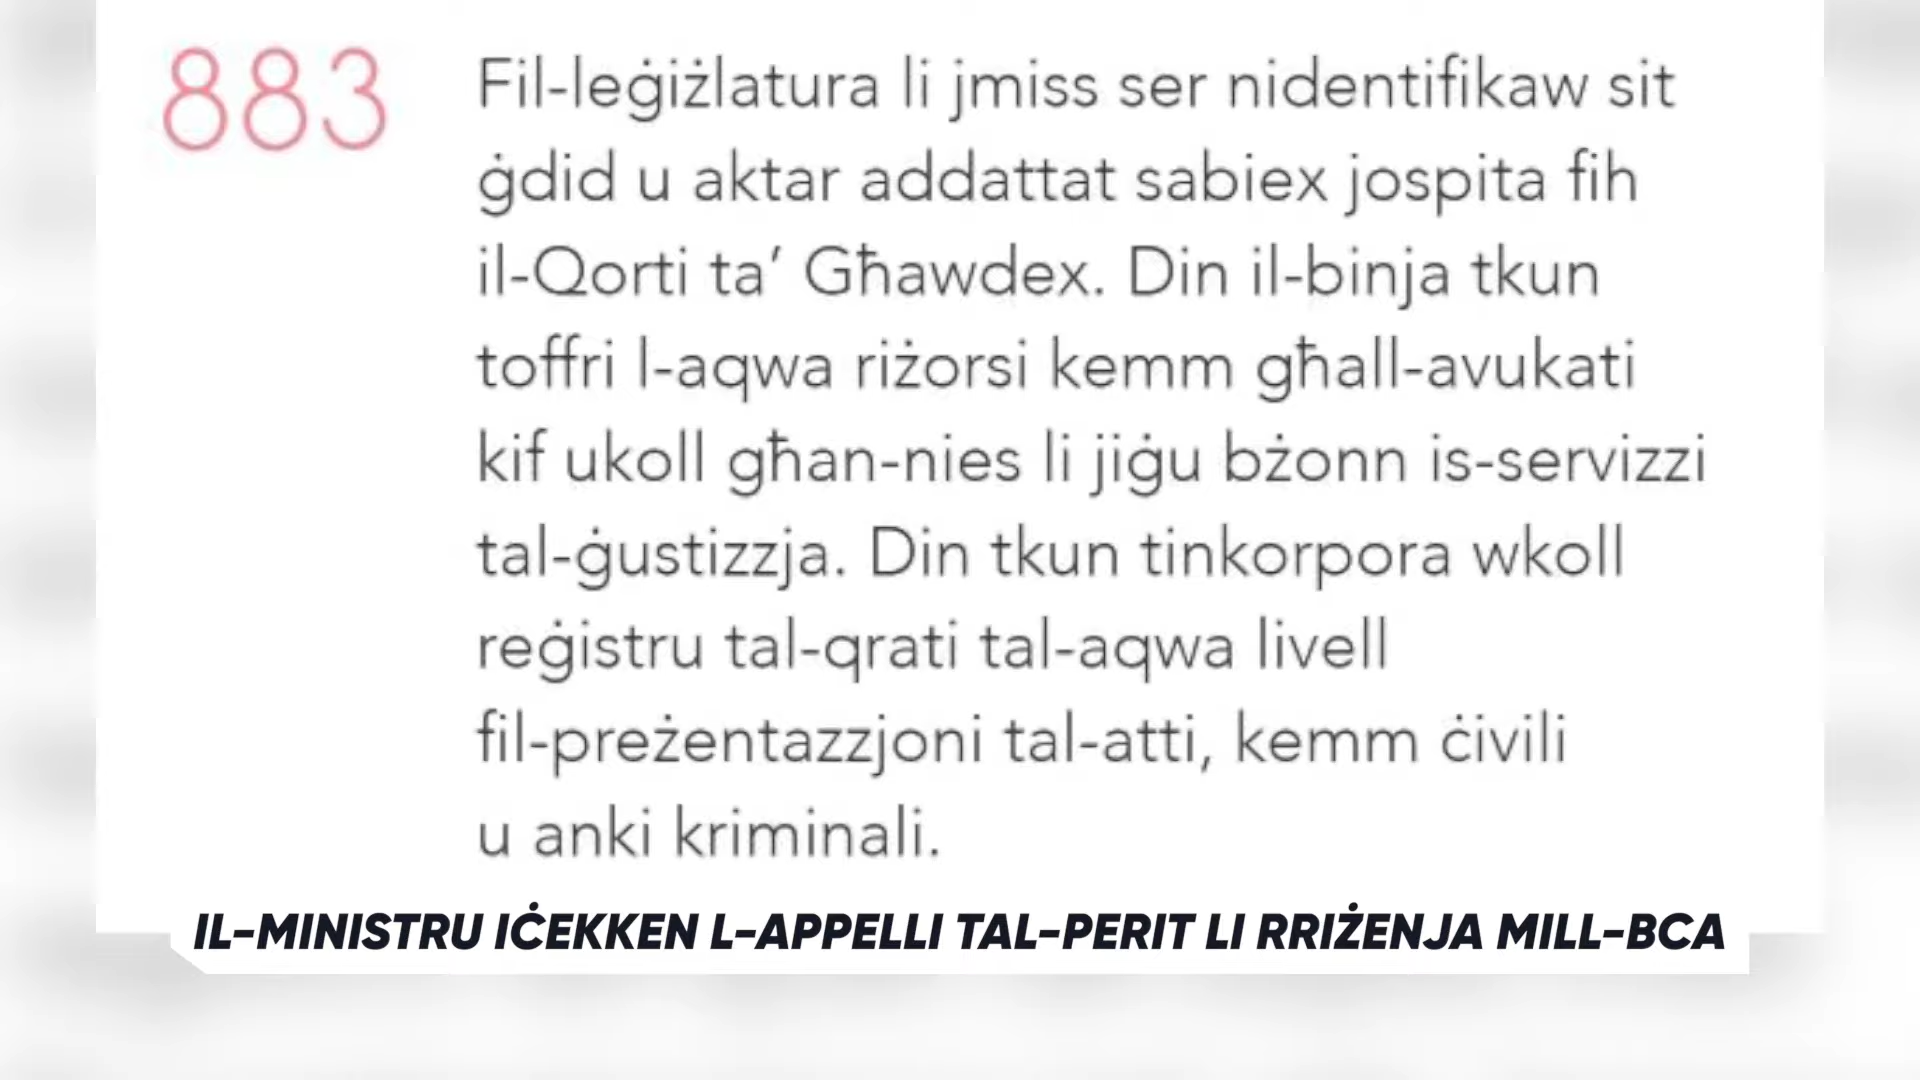 883
Fil-leġiżlatura li jmiss ser nidentifikaw sit
ġdid u aktar addattat sabiex jospita fih
il-Qorti ta’ Għawdex. Din il-binja tkun
toffri l-aqwa riżorsi kemm għall-avukati
kif ukoll għan-nies li jiġu bżonn is-servizzi
tal-ġustizzja. Din tkun tinkorpora wkoll
reġistru tal-qrati tal-aqwa livell
fil-preżentazzjoni tal-atti, kemm ċivili
u anki kriminali.
IL-MINISTRU IĊEKKEN L-APPELLI TAL-PERIT LI RRIŻENJA MILL-BCA